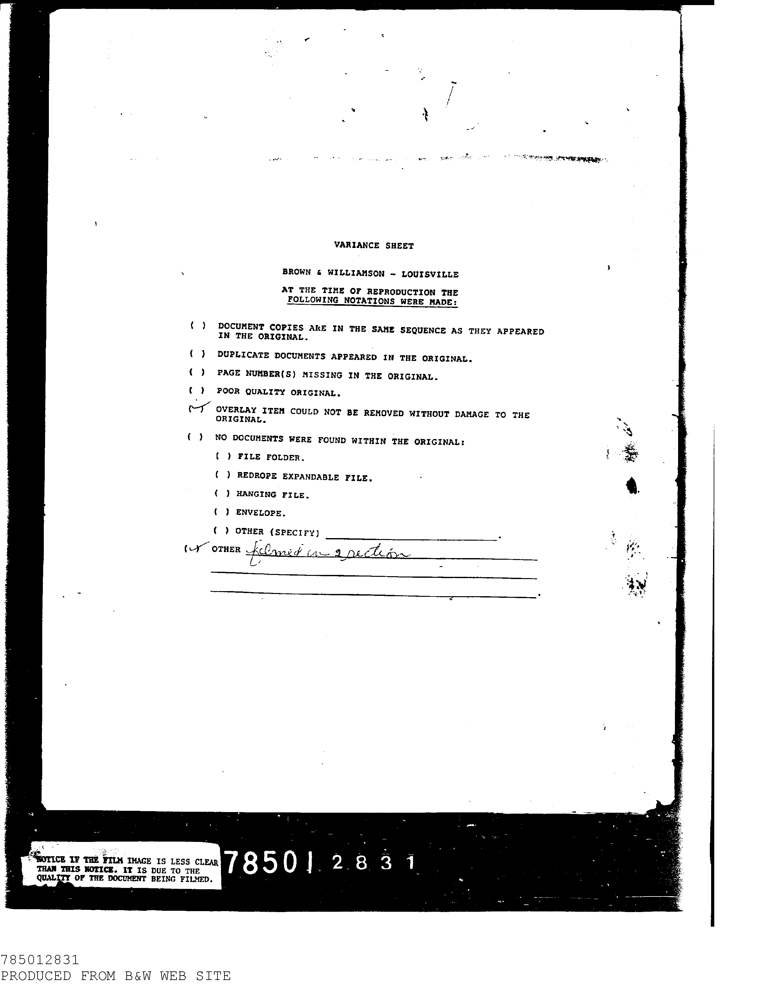 VARIANCE SHEET
BROWN & WILLIAMSON - LOUISVILLE
AT THE TIME OF REPRODUCTION THE
FOLLOWING NOTATIONS WERE MADE:
( ) DOCUMENT COPIES ARE IN THE SAME SEQUENCE AS THEY APPEARED
IN THE ORIGINAL.
( ) DUPLICATE DOCUMENTS APPEARED IN THE ORIGINAL.
( ) PAGE NUMBER(S) MISSING IN THE ORIGINAL.
( ) POOR QUALITY ORIGINAL.
(✓) OVERLAY ITEM COULD NOT BE REMOVED WITHOUT DAMAGE TO THE
ORIGINAL.
( ) NO DOCUMENTS WERE FOUND WITHIN THE ORIGINAL:
( ) FILE FOLDER.
( ) REDROPE EXPANDABLE FILE.
( ) HANGING FILE.
( ) ENVELOPE.
( ) OTHER (SPECIFY)
(✓) OTHER filmed in 2 section
NOTICE IF THE FILM IMAGE IS LESS CLEAR
THAN THIS NOTICE. IT IS DUE TO THE
QUALITY OF THE DOCUMENT BEING FILMED.
785012831
785012831
PRODUCED FROM B&W WEB SITE